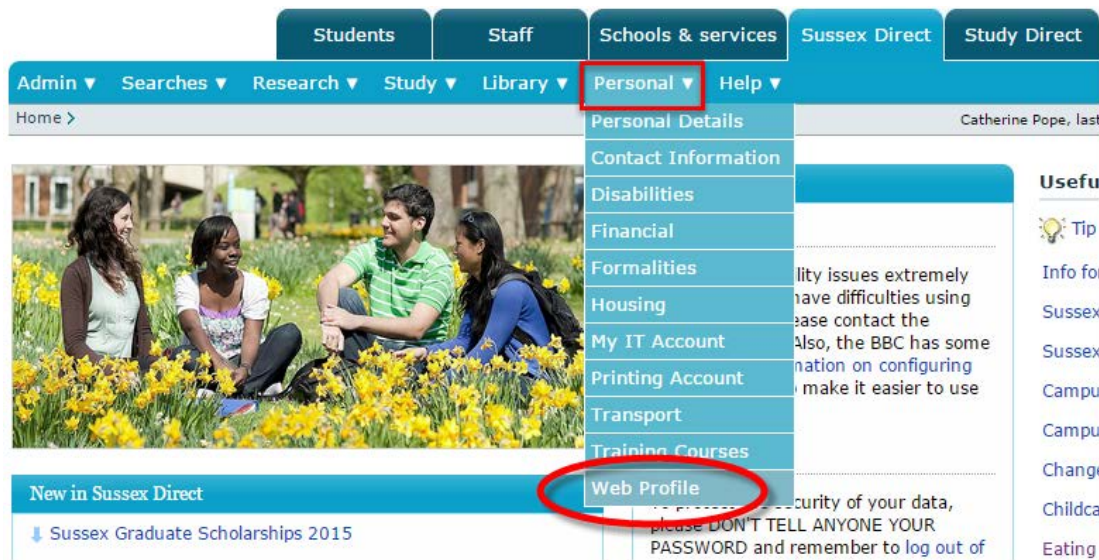 Students Staff Schools & services Sussex Direct Study Direct
Admin ▼ Searches ▼ Research ▼ Study ▼ Library ▼ Personal ▼ Help ▼
Home >
Catherine Pope, last
Personal Details
Contact Information
Disabilities
Financial
Formalities
Housing
My IT Account
Printing Account
Transport
Training Courses
Web Profile
lity issues extremely
have difficulties using
ease contact the
Also, the BBC has some
mation on configuring
make it easier to use
curity of your data,
please DON'T TELL ANYONE YOUR
PASSWORD and remember to log out of
New in Sussex Direct
Sussex Graduate Scholarships 2015
Usefu
Tip
Info for
Sussex
Sussex
Campu
Campu
Change
Childca
Eating